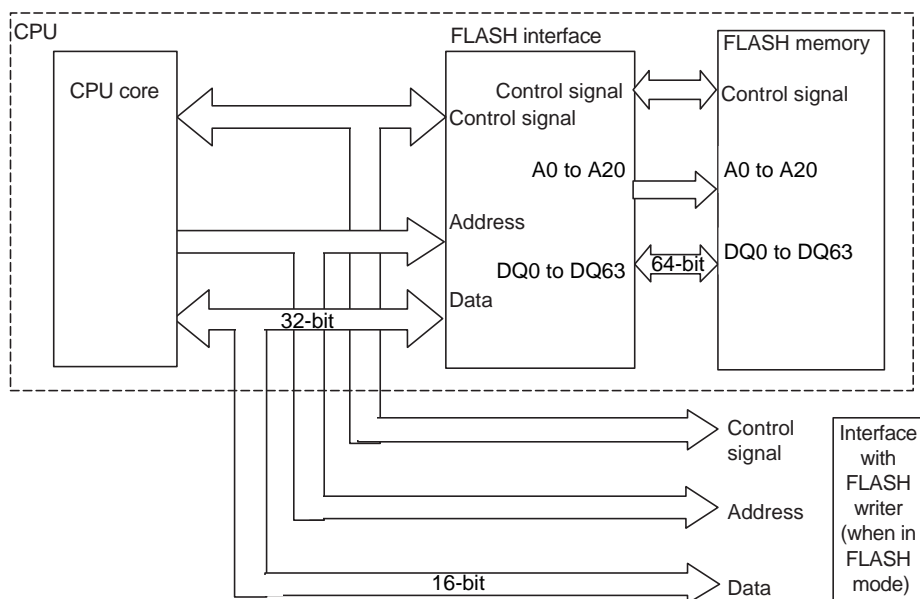 CPU
CPU core
FLASH interface
FLASH memory
Control signal
Control signal
Control signal
A0 to A20
A0 to A20
Address
DQ0 to DQ63
64-bit
DQ0 to DQ63
Data
32-bit
Control
signal
Address
16-bit
Data
Interface
with
FLASH
writer
(when in
FLASH
mode)